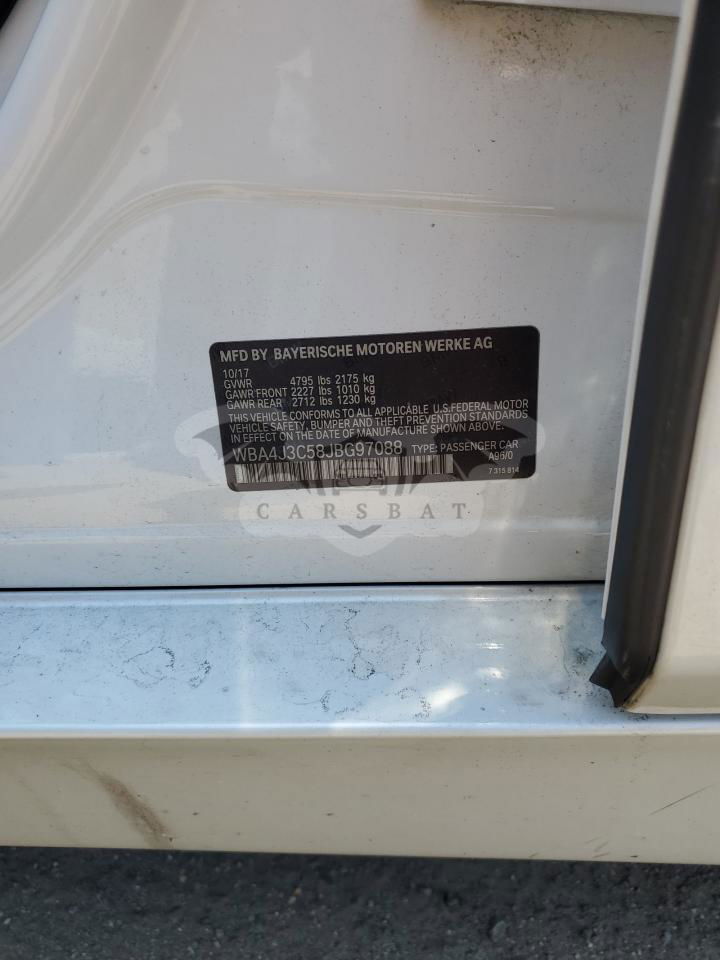 MFD BY BAYERISCHE MOTOREN WERKE AG
10/17
GVWR 4795 lbs 2175 kg
GAWR FRONT 2227 lbs 1010 kg
GAWR REAR 2712 lbs 1230 kg
THIS VEHICLE CONFORMS TO ALL APPLICABLE U.S.FEDERAL MOTOR
VEHICLE SAFETY, BUMPER AND THEFT PREVENTION STANDARDS
IN EFFECT ON THE DATE OF MANUFACTURE SHOWN ABOVE:
WBA4J3C58JBG97088 TYPE: PASSENGER CAR
A96/0
7 315 814
CARSBAT